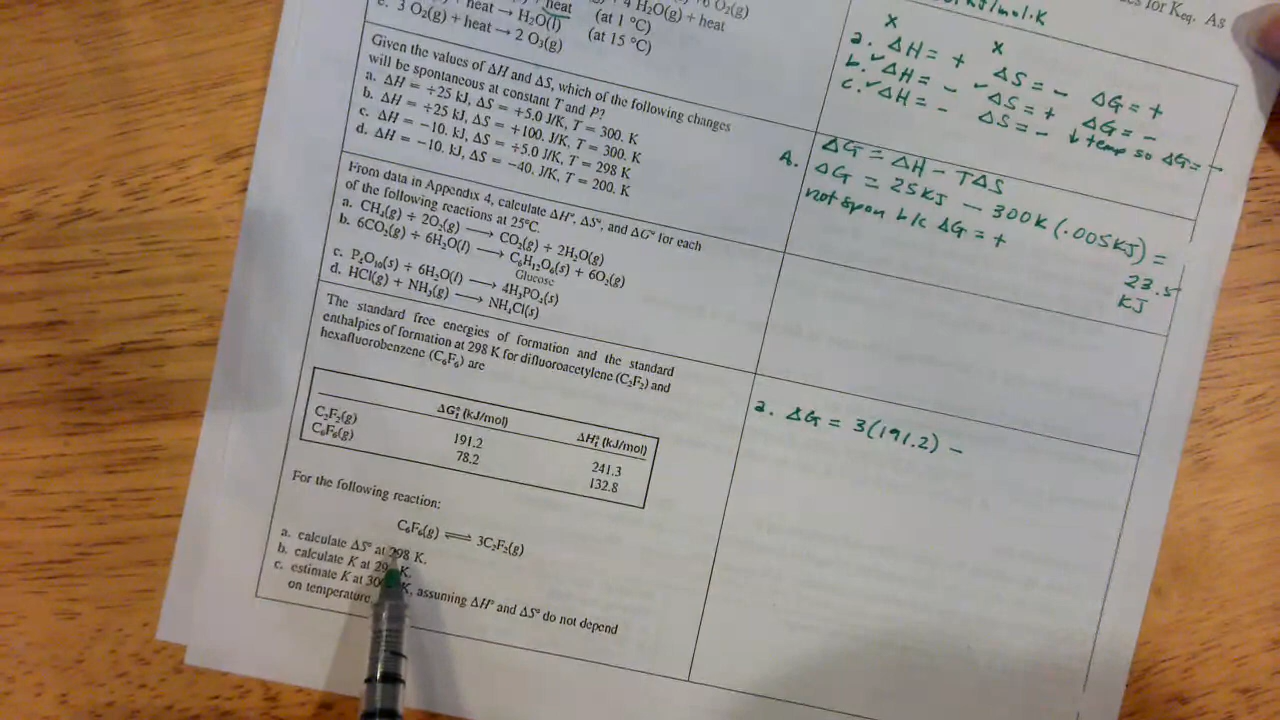 heat → H₂O(l) (at 1 °C)
4 H₂O(g) + heat
e. 3 O₂(g) + heat → 2 O₃(g) (at 15 °C)
Given the values of ΔH and ΔS, which of the following changes
will be spontaneous at constant T and P?
a. ΔH = +25 kJ, ΔS = +5.0 J/K, T = 300. K
b. ΔH = +25 kJ, ΔS = +100. J/K, T = 300. K
c. ΔH = −10. kJ, ΔS = +5.0 J/K, T = 298 K
d. ΔH = −10. kJ, ΔS = −40. J/K, T = 200. K
From data in Appendix 4, calculate ΔH°, ΔS°, and ΔG° for each
of the following reactions at 25°C.
a. CH₄(g) + 2O₂(g) ⟶ CO₂(g) + 2H₂O(g)
b. 6CO₂(g) + 6H₂O(l) ⟶ C₆H₁₂O₆(s) + 6O₂(g)
Glucose
c. P₄O₁₀(s) + 6H₂O(l) ⟶ 4H₃PO₄(s)
d. HCl(g) + NH₃(g) ⟶ NH₄Cl(s)
The standard free energies of formation and the standard
enthalpies of formation at 298 K for difluoroacetylene (C₂F₂) and
hexafluorobenzene (C₆F₆) are
ΔG°f (kJ/mol) ΔH°f (kJ/mol)
C₂F₂(g) 191.2 241.3
C₆F₆(g) 78.2 132.8
For the following reaction:
C₆F₆(g) ⇌ 3C₂F₂(g)
a. calculate ΔS° at 298 K.
b. calculate K at 29 K.
c. estimate K at 30 K, assuming ΔH° and ΔS° do not depend
on temperature
for Keq. As
x x
a. ΔH = + ΔS = − ΔG = +
b. ✓ΔH = − ✓ΔS = + ΔG = −
c. ✓ΔH = − ΔS = − ↓temp so ΔG = −
A. ΔG = ΔH − TΔS
ΔG = 25KJ − 300K (.005KJ) =
23.5
KJ
not spon b/c ΔG = +
a. ΔG = 3(191.2) −